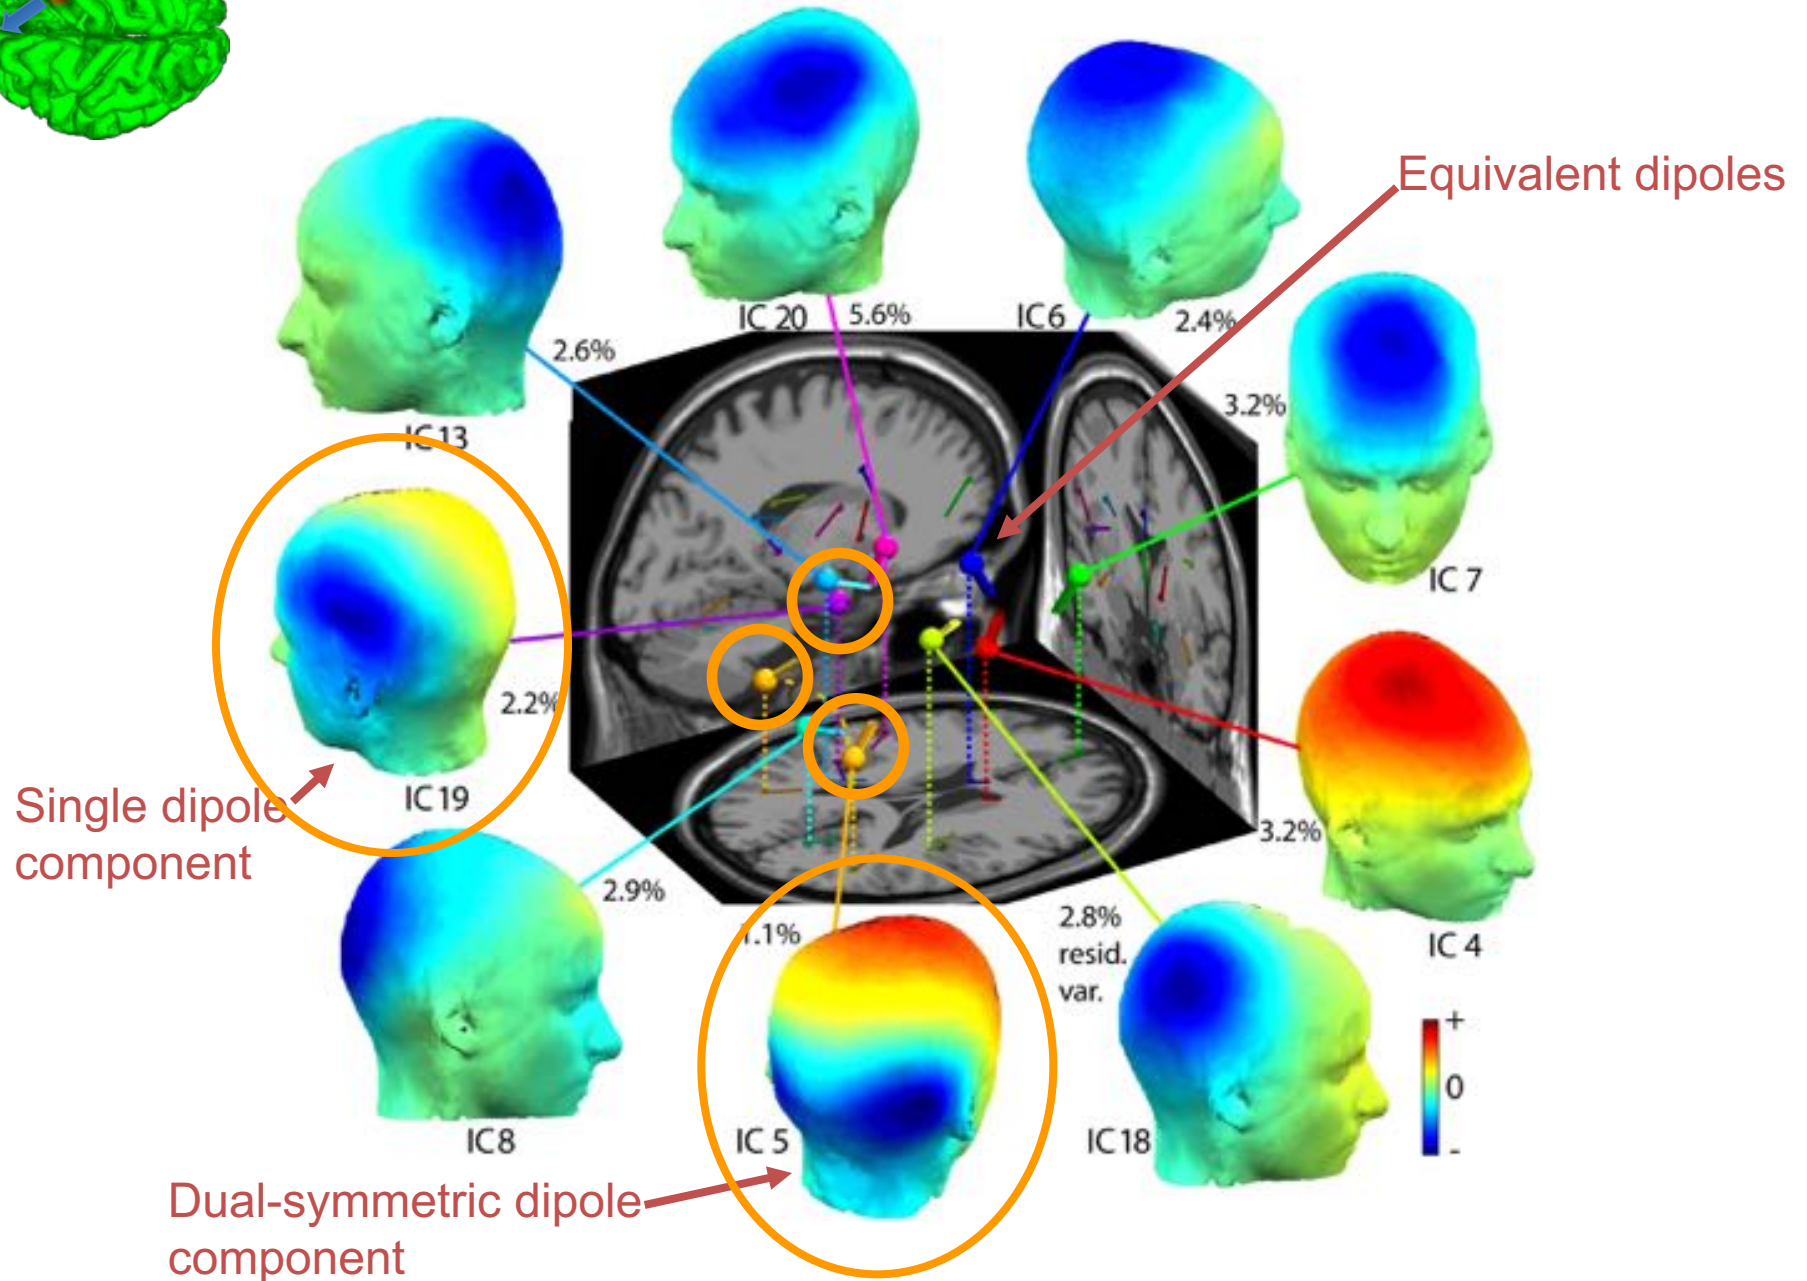 Equivalent dipoles
IC 20
5.6%
IC6
2.4%
2.6%
3.2%
IC13
IC 7
2.2%
IC19
Single dipole
component
3.2%
2.9%
1.1%
2.8%
resid.
var.
IC 4
+
0
-
IC8
IC 5
IC18
Dual-symmetric dipole
component